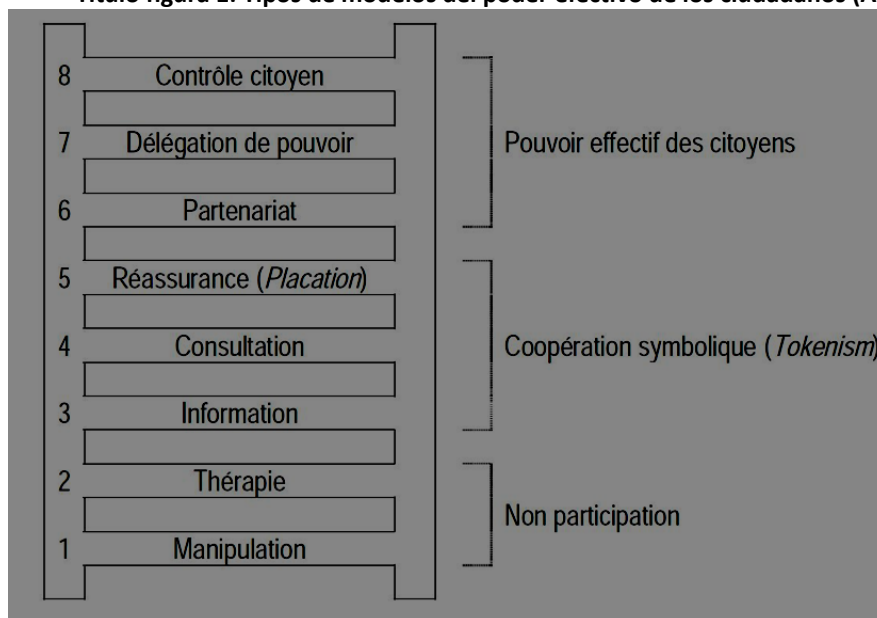 8 Contrôle citoyen
7 Délégation de pouvoir
Pouvoir effectif des citoyens
6 Partenariat
5 Réassurance (Placation)
4 Consultation
Coopération symbolique (Tokenism)
3 Information
2 Thérapie
Non participation
1 Manipulation